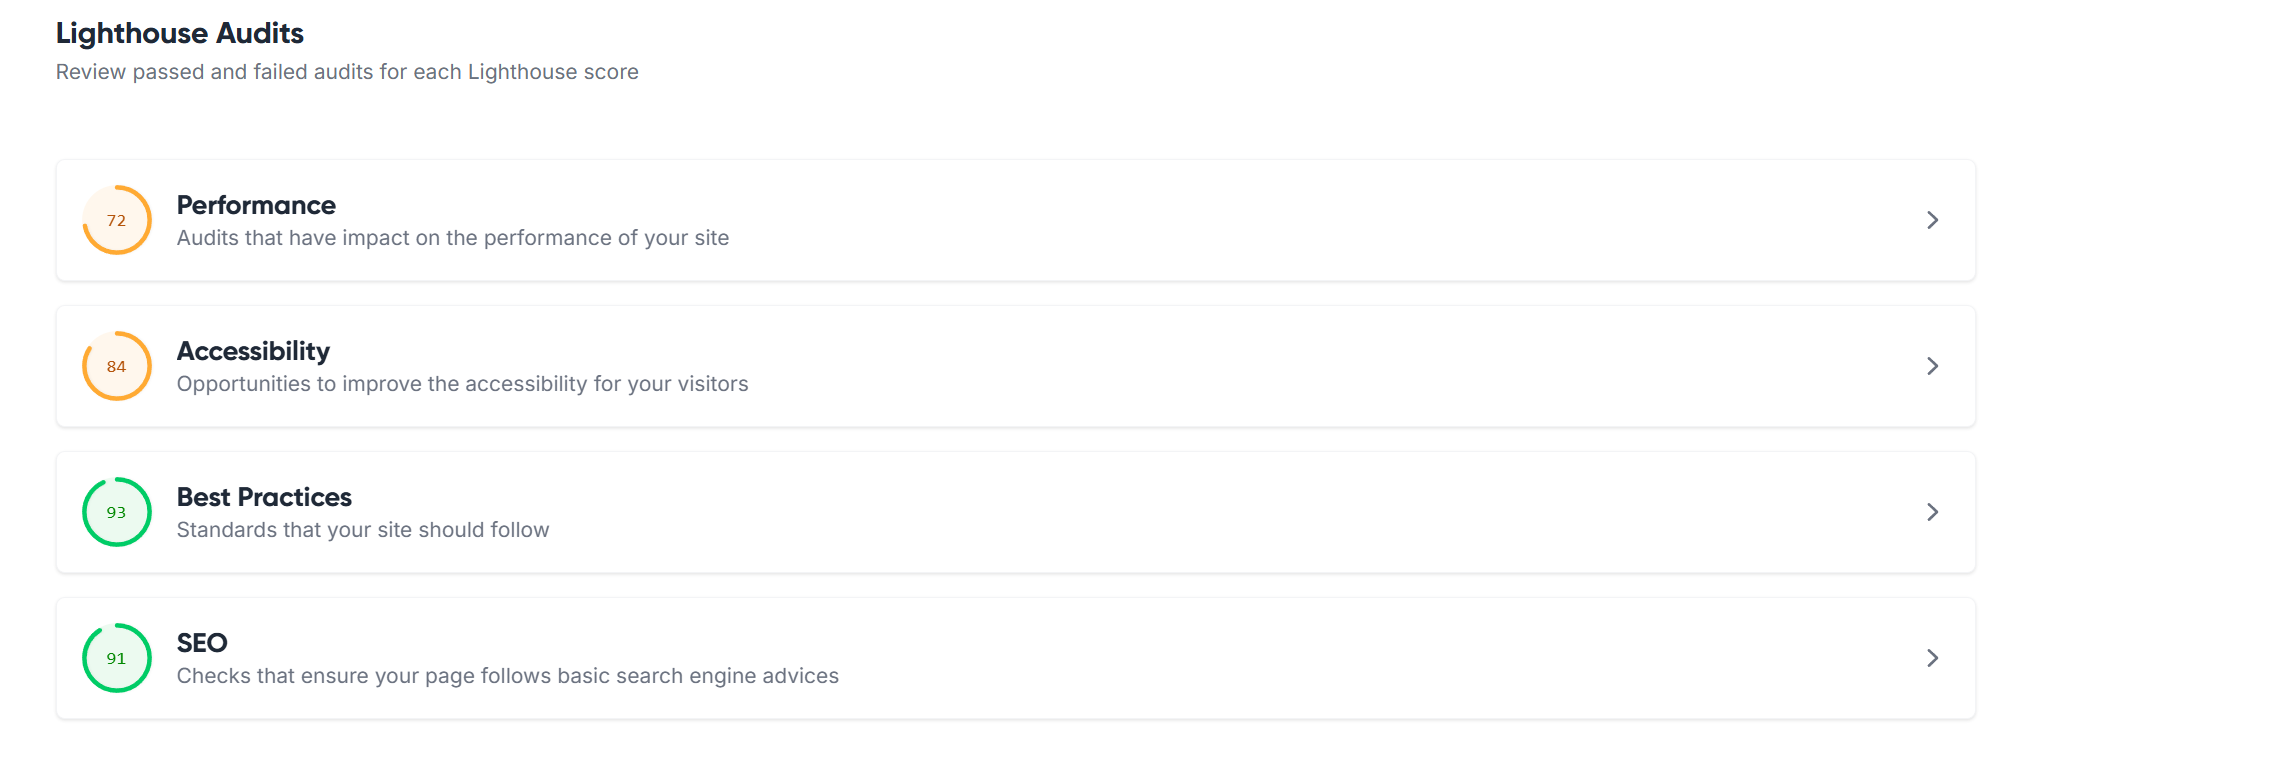 Lighthouse Audits
Review passed and failed audits for each Lighthouse score
72
Performance
Audits that have impact on the performance of your site
84
Accessibility
Opportunities to improve the accessibility for your visitors
93
Best Practices
Standards that your site should follow
91
SEO
Checks that ensure your page follows basic search engine advices